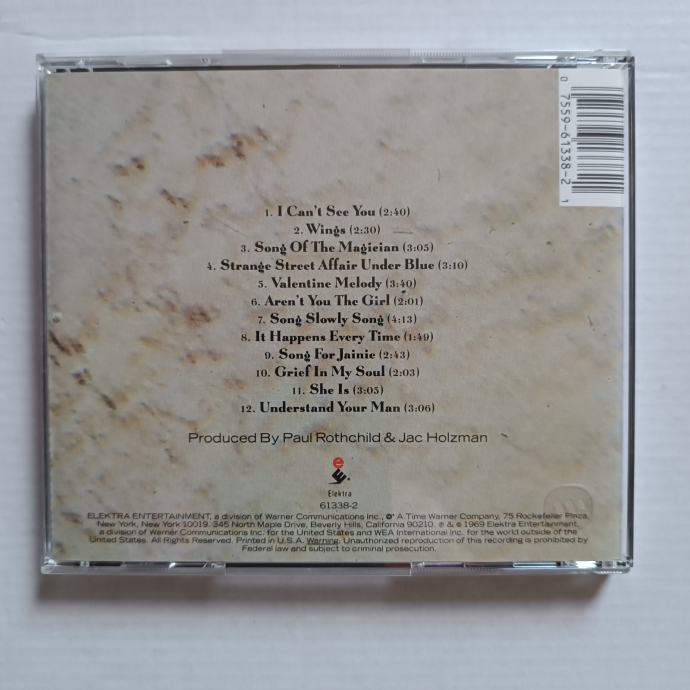 0 7559-61338-2 1
1. I Can't See You (2:40)
2. Wings (2:30)
3. Song Of The Magician (3:05)
4. Strange Street Affair Under Blue (3:10)
5. Valentine Melody (3:40)
6. Aren't You The Girl (2:01)
7. Song Slowly Song (4:13)
8. It Happens Every Time (1:49)
9. Song For Jainie (2:43)
10. Grief In My Soul (2:03)
11. She Is (3:05)
12. Understand Your Man (3:06)
Produced By Paul Rothchild & Jac Holzman
Elektra
61338-2
ELEKTRA ENTERTAINMENT, a division of Warner Communications Inc., A Time Warner Company, 75 Rockefeller Plaza,
New York, New York 10019. 345 North Maple Drive, Beverly Hills, California 90210. ℗ & © 1969 Elektra Entertainment,
a division of Warner Communications Inc. for the United States and WEA International Inc. for the world outside of the
United States. All Rights Reserved. Printed in U.S.A. Warning: Unauthorized reproduction of this recording is prohibited by
Federal law and subject to criminal prosecution.